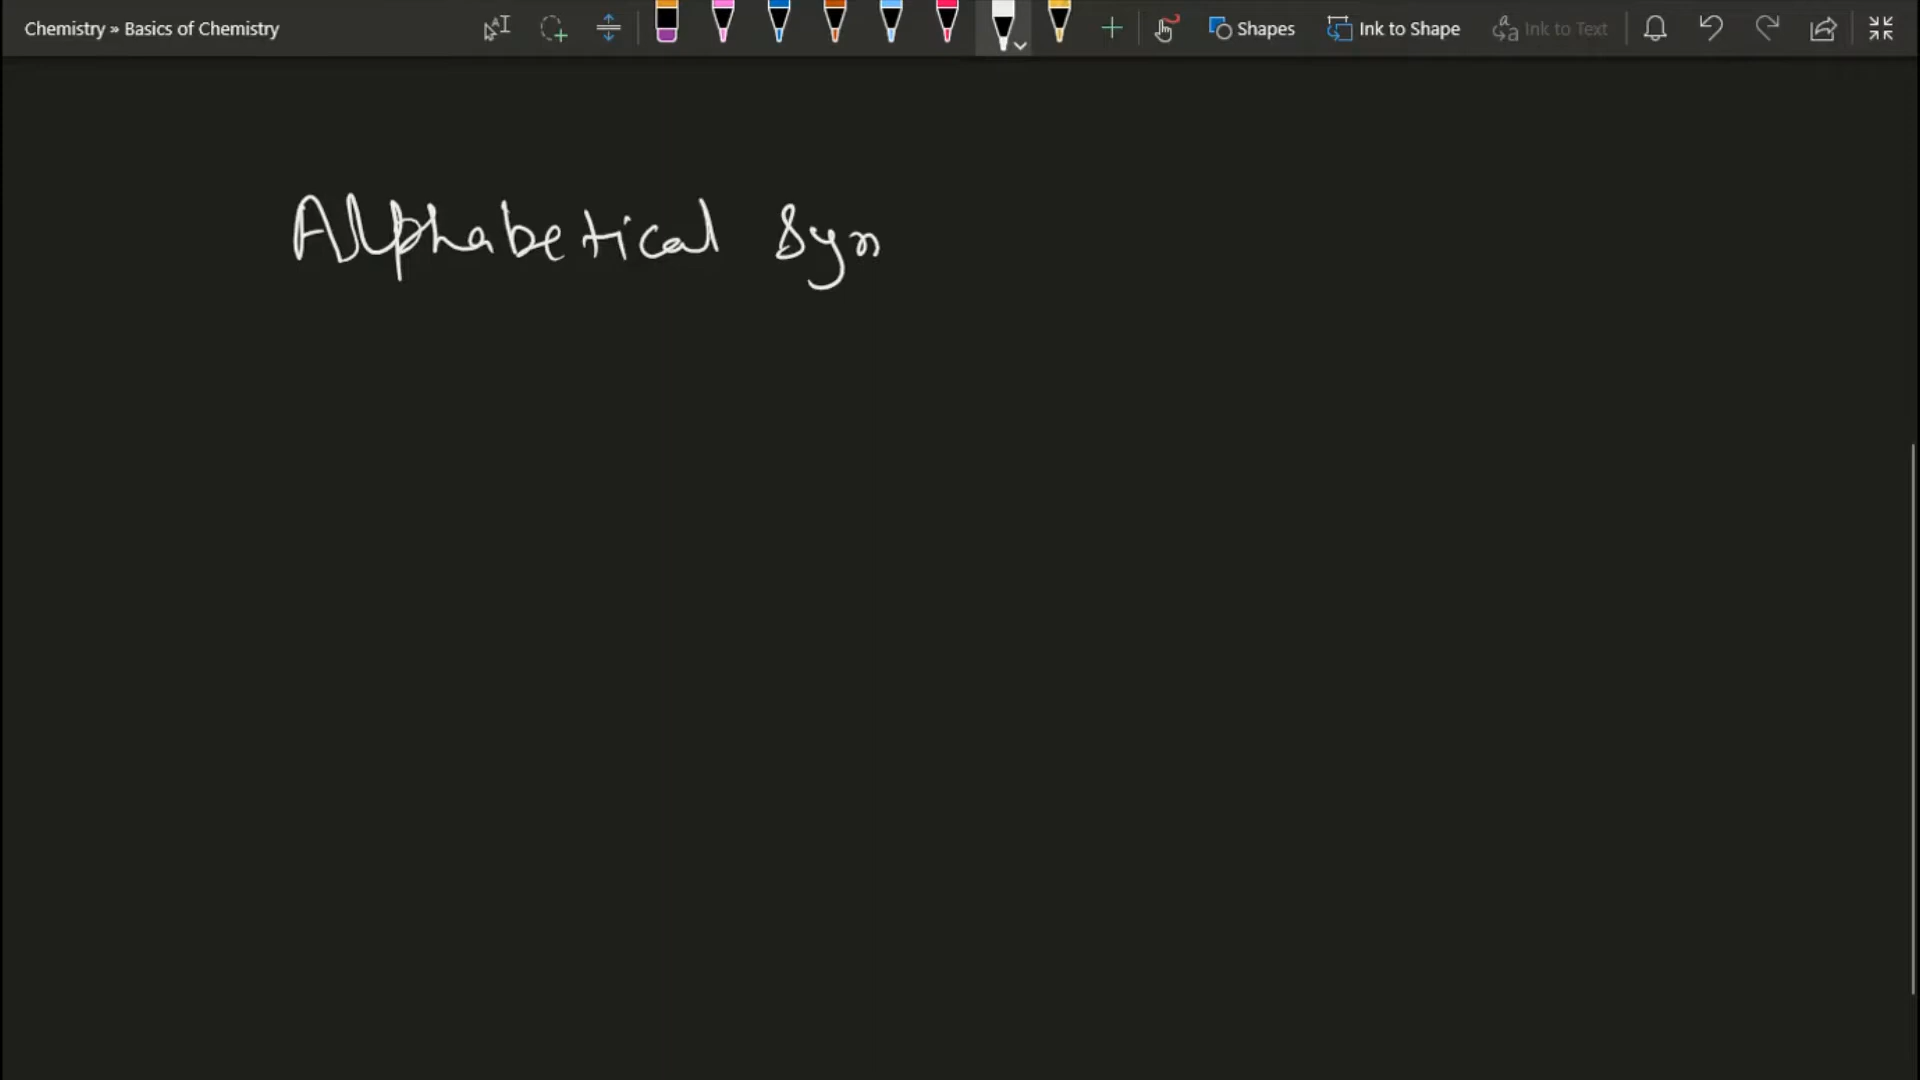 Chemistry » Basics of Chemistry
Shapes
Ink to Shape
Ink to Text
Alphabetical Sym